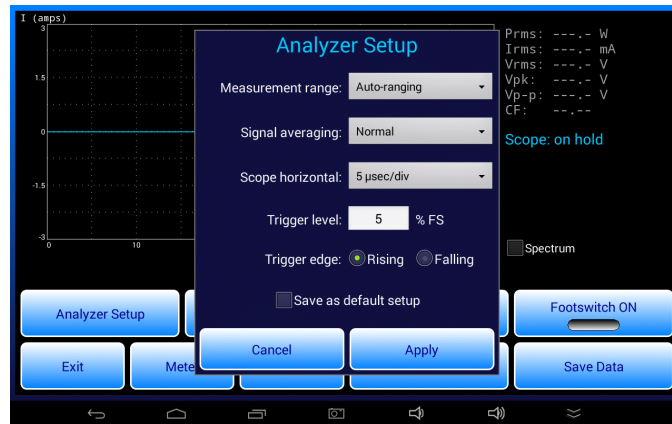 I (amps)
3
1.5
0
-1.5
-3
0
10
Analyzer Setup
Measurement range: Auto-ranging
Signal averaging: Normal
Scope horizontal: 5 µsec/div
Trigger level: 5 % FS
Trigger edge: Rising Falling
Save as default setup
Cancel Apply
Prms: ---.- W
Irms: ---.- mA
Vrms: ---.- V
Vpk: ---.- V
Vp-p: ---.- V
CF: --.--
Scope: on hold
Spectrum
Analyzer Setup
Footswitch ON
Exit
Mete
Save Data